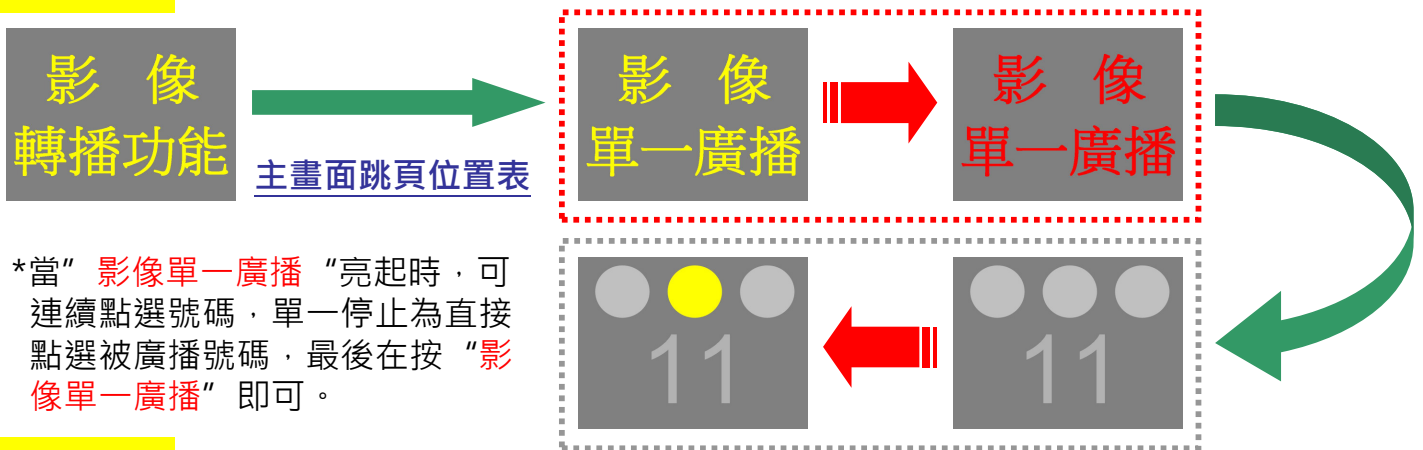 影 像
轉播功能
主畫面跳頁位置表
影 像
單一廣播
影 像
單一廣播
*當”影像單一廣播“亮起時，可
連續點選號碼，單一停止為直接
點選被廣播號碼，最後在按“影
像單一廣播”即可。
11
11